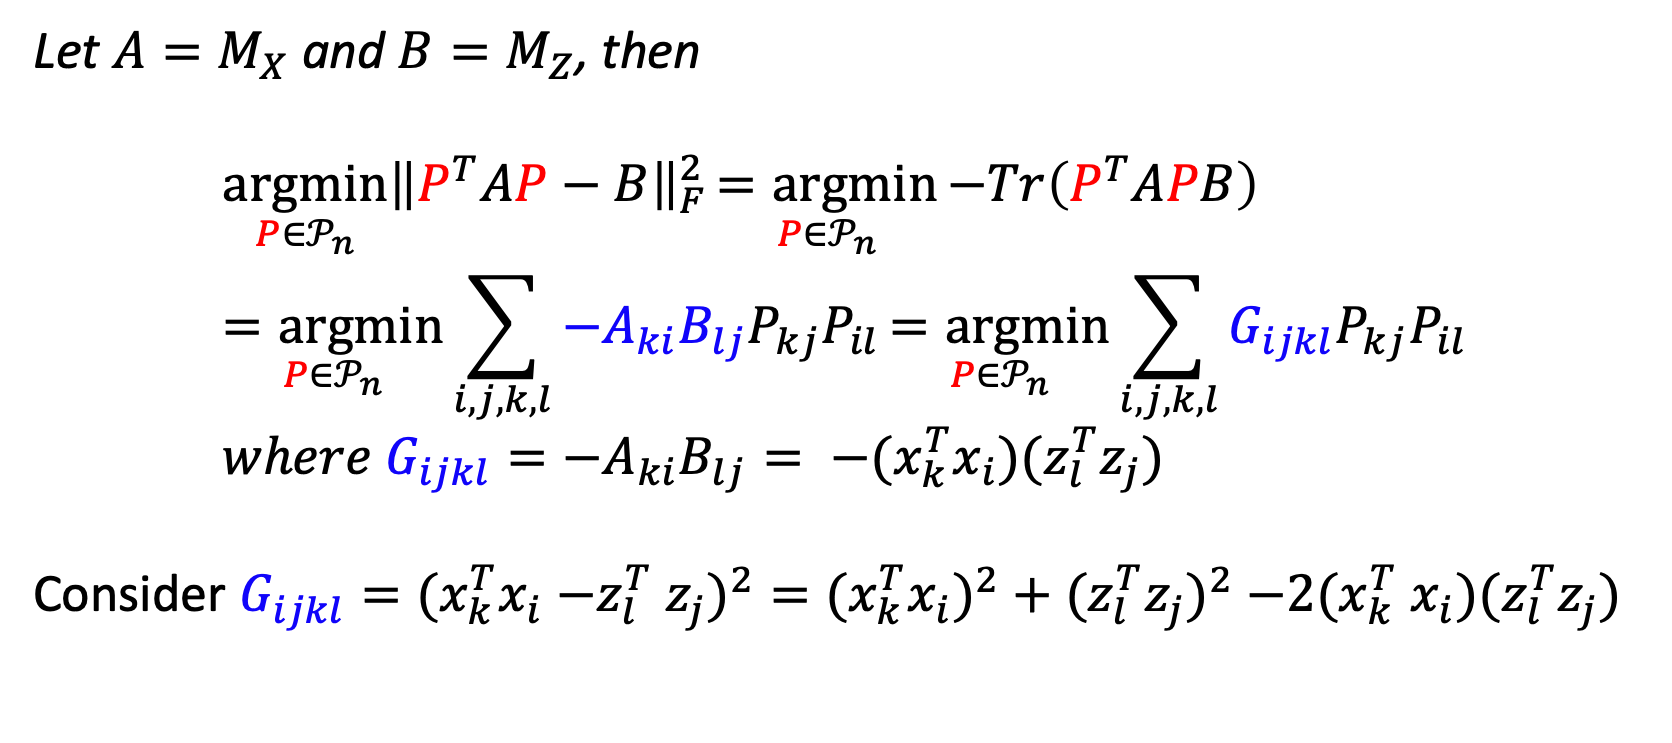 Let A = M_X and B = M_Z, then
argmin_{P∈𝒫_n} ‖P^T AP − B‖_F^2 = argmin_{P∈𝒫_n} −Tr(P^T APB)
= argmin_{P∈𝒫_n} ∑_{i,j,k,l} −A_{ki}B_{lj}P_{kj}P_{il} = argmin_{P∈𝒫_n} ∑_{i,j,k,l} G_{ijkl}P_{kj}P_{il}
where G_{ijkl} = −A_{ki}B_{lj} = −(x_k^T x_i)(z_l^T z_j)
Consider G_{ijkl} = (x_k^T x_i − z_l^T z_j)^2 = (x_k^T x_i)^2 + (z_l^T z_j)^2 − 2(x_k^T x_i)(z_l^T z_j)